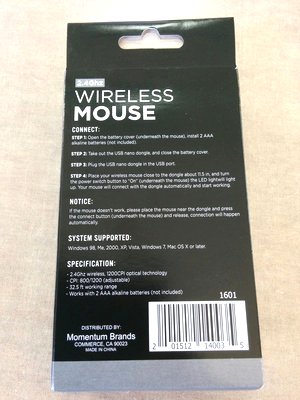 2.4Ghz
WIRELESS
MOUSE
CONNECT:
STEP 1: Open the battery cover (underneath the mouse), install 2 AAA
alkaline batteries (not included).
STEP 2: Take out the USB nano dongle, and close the battery cover.
STEP 3: Plug the USB nano dongle in the USB port.
STEP 4: Place your wireless mouse close to the dongle about 11.5 in, and turn
the power switch button to "On" (underneath the mouse) the LED lightwill light
up. Your mouse will connect with the dongle automatically and start working.
NOTICE:
If the mouse doesn't work, please place the mouse near the dongle and press
the connect button (underneath the mouse) and release, connection will happen
automatically.
SYSTEM SUPPORTED:
Windows 98, Me, 2000, XP, Vista, Windows 7, Mac OS X or later.
SPECIFICATION:
- 2.4Ghz wireless, 1200CPI optical technology
- CPI: 800/1200 (adjustable)
- 32.5 ft working range
- Works with 2 AAA alkaline batteries (not included)
1601
DISTRIBUTED BY:
Momentum Brands
COMMERCE, CA 90023
MADE IN CHINA
2 01512 14003 5